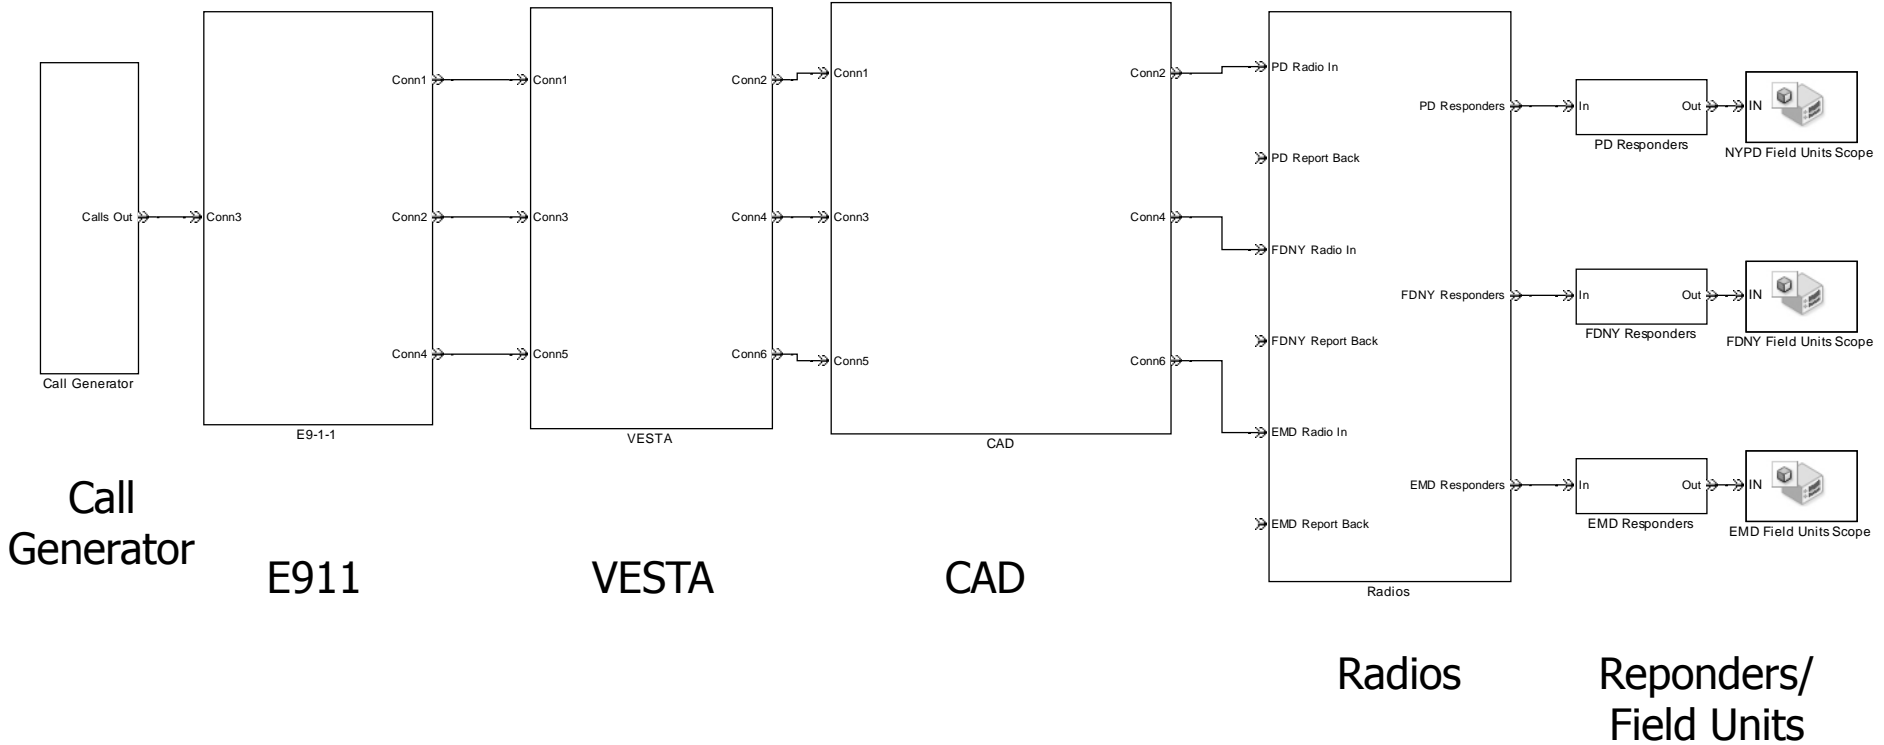 Calls Out
Call Generator
Conn3
Conn1
Conn2
Conn4
E9-1-1
Conn1
Conn3
Conn5
Conn2
Conn4
Conn6
VESTA
Conn1
Conn3
Conn5
Conn2
Conn4
Conn6
CAD
PD Radio In
PD Report Back
FDNY Radio In
FDNY Report Back
EMD Radio In
EMD Report Back
PD Responders
FDNY Responders
EMD Responders
Radios
In
Out
PD Responders
IN
NYPD Field Units Scope
In
Out
FDNY Responders
IN
FDNY Field Units Scope
In
Out
EMD Responders
IN
EMD Field Units Scope
Call
Generator
E911
VESTA
CAD
Radios
Reponders/
Field Units